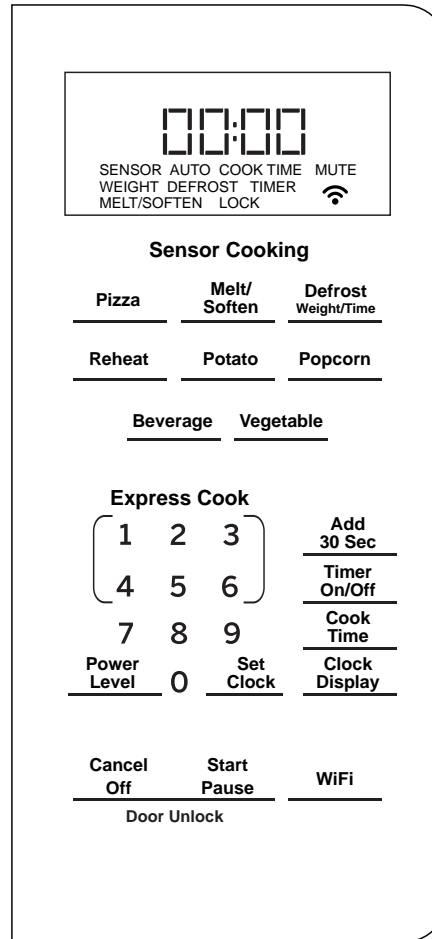 00:00
SENSOR AUTO COOK TIME MUTE
WEIGHT DEFROST TIMER
MELT/SOFTEN LOCK
Sensor Cooking
Pizza
Melt/
Soften
Defrost
Weight/Time
Reheat
Potato
Popcorn
Beverage
Vegetable
Express Cook
1 2 3
Add
30 Sec
4 5 6
Timer
On/Off
7 8 9
Cook
Time
Power
Level
0
Set
Clock
Clock
Display
Cancel
Off
Start
Pause
WiFi
Door Unlock